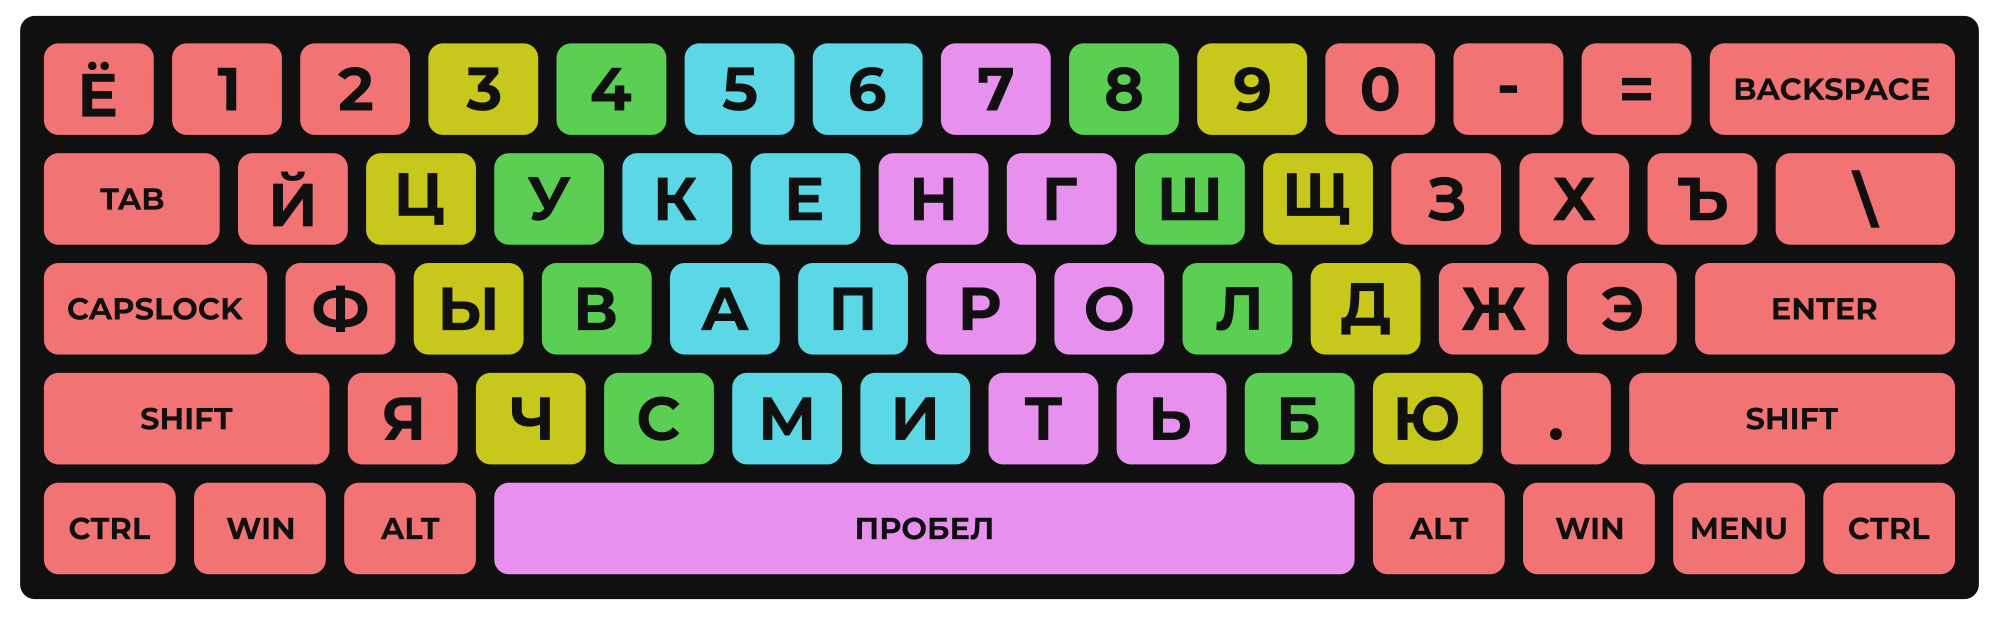 Ё 1 2 3 4 5 6 7 8 9 0 - = BACKSPACE
TAB Й Ц У К Е Н Г Ш Щ З Х Ъ \
CAPSLOCK Ф Ы В А П Р О Л Д Ж Э ENTER
SHIFT Я Ч С М И Т Ь Б Ю . SHIFT
CTRL WIN ALT ПРОБЕЛ ALT WIN MENU CTRL